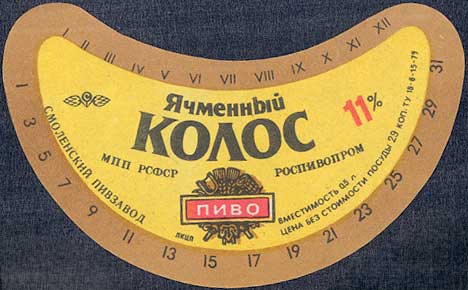 I II III IV V VI VII VIII IX X XI XII
Ячменный
КОЛОС
11%
МПП РСФСР
РОСПИВОПРОМ
ПИВО
СМОЛЕНСКИЙ ПИВЗАВОД
ВМЕСТИМОСТЬ 0,5 л
ЦЕНА БЕЗ СТОИМОСТИ ПОСУДЫ 29 КОП. ТУ 18-6-15-79
1 3 5 7 9 11 13 15 17 19 21 23 25 27 29 31